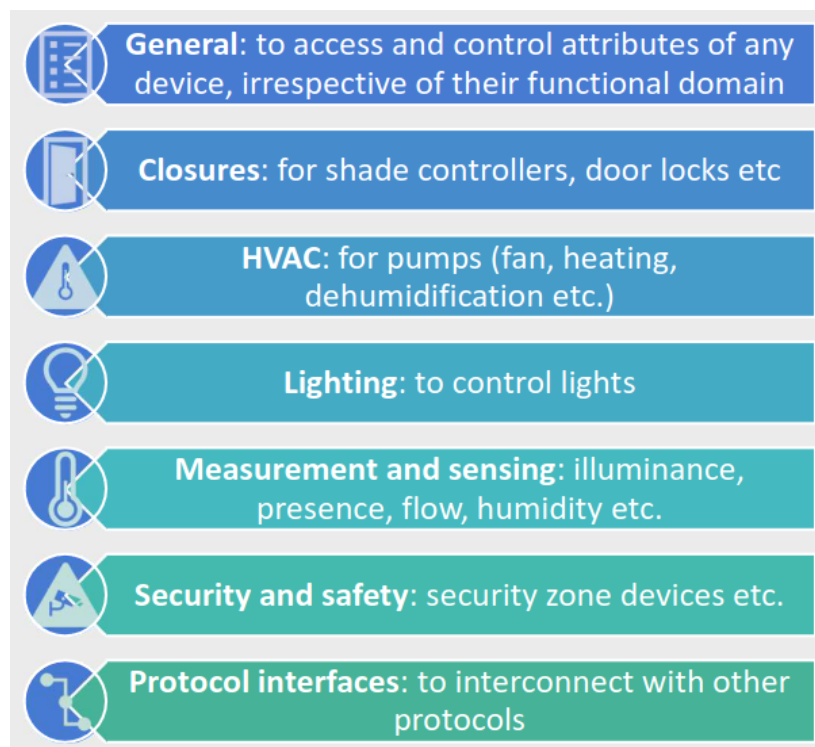 General: to access and control attributes of any
device, irrespective of their functional domain
Closures: for shade controllers, door locks etc
HVAC: for pumps (fan, heating,
dehumidification etc.)
Lighting: to control lights
Measurement and sensing: illuminance,
presence, flow, humidity etc.
Security and safety: security zone devices etc.
Protocol interfaces: to interconnect with other
protocols